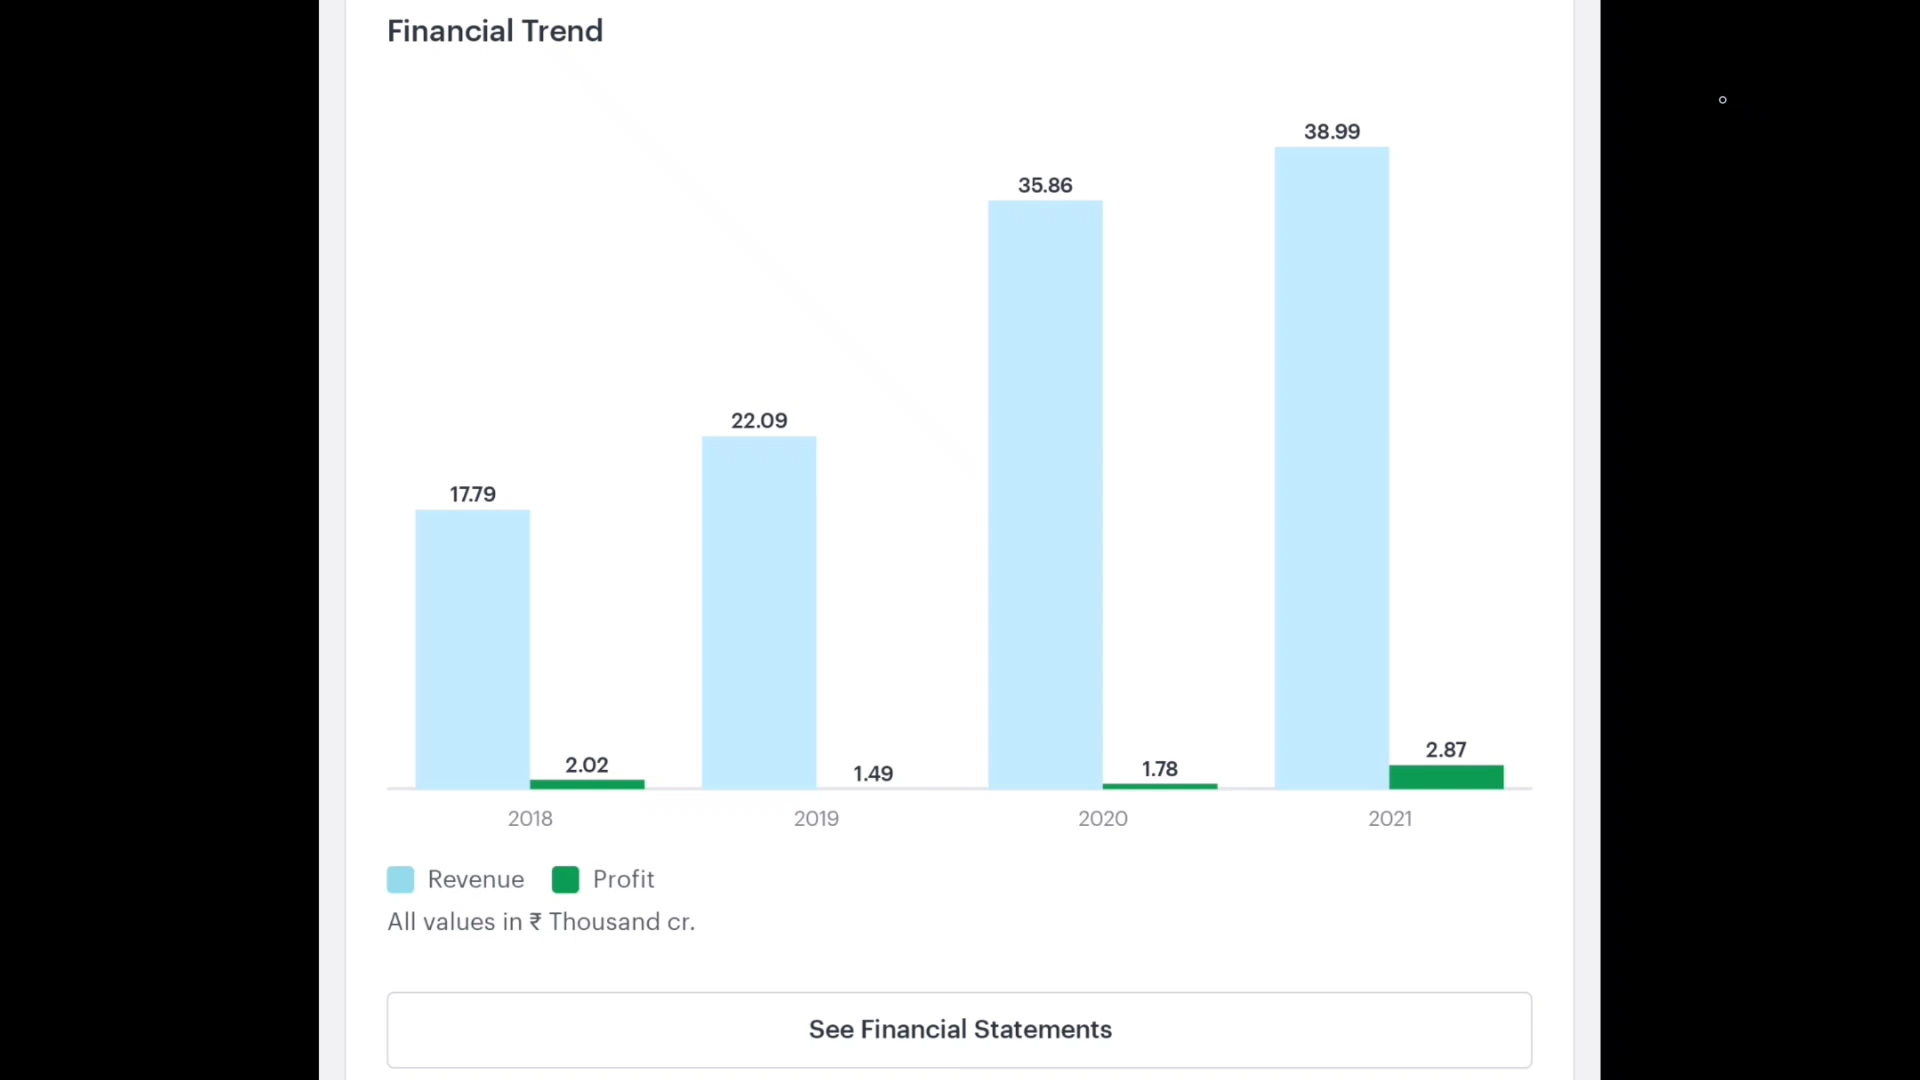 Financial Trend
38.99
35.86
22.09
17.79
2.87
2.02
1.78
1.49
2018 2019 2020 2021
Revenue Profit
All values in ₹ Thousand cr.
See Financial Statements